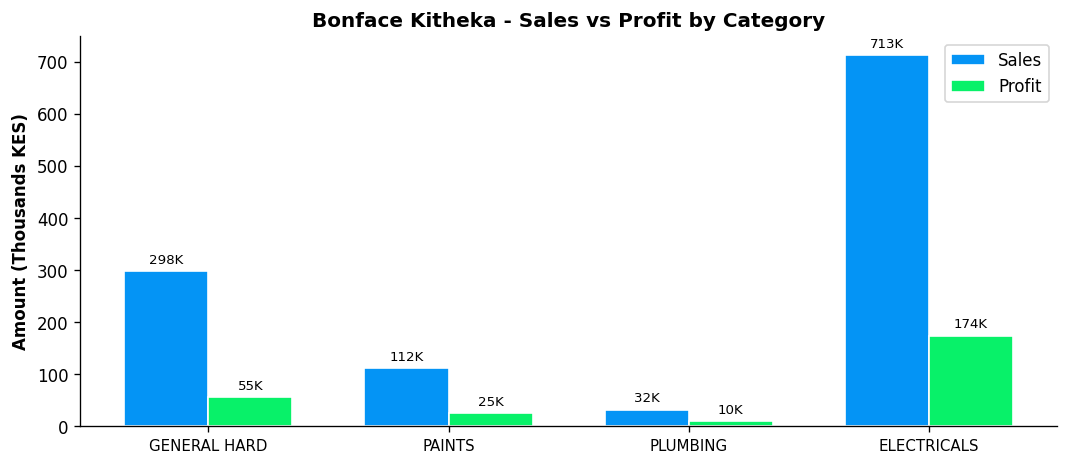 Bonface Kitheka - Sales vs Profit by Category
Amount (Thousands KES)
700
600
500
400
300
200
100
0
298K
55K
112K
25K
32K
10K
713K
174K
Sales
Profit
GENERAL HARD
PAINTS
PLUMBING
ELECTRICALS